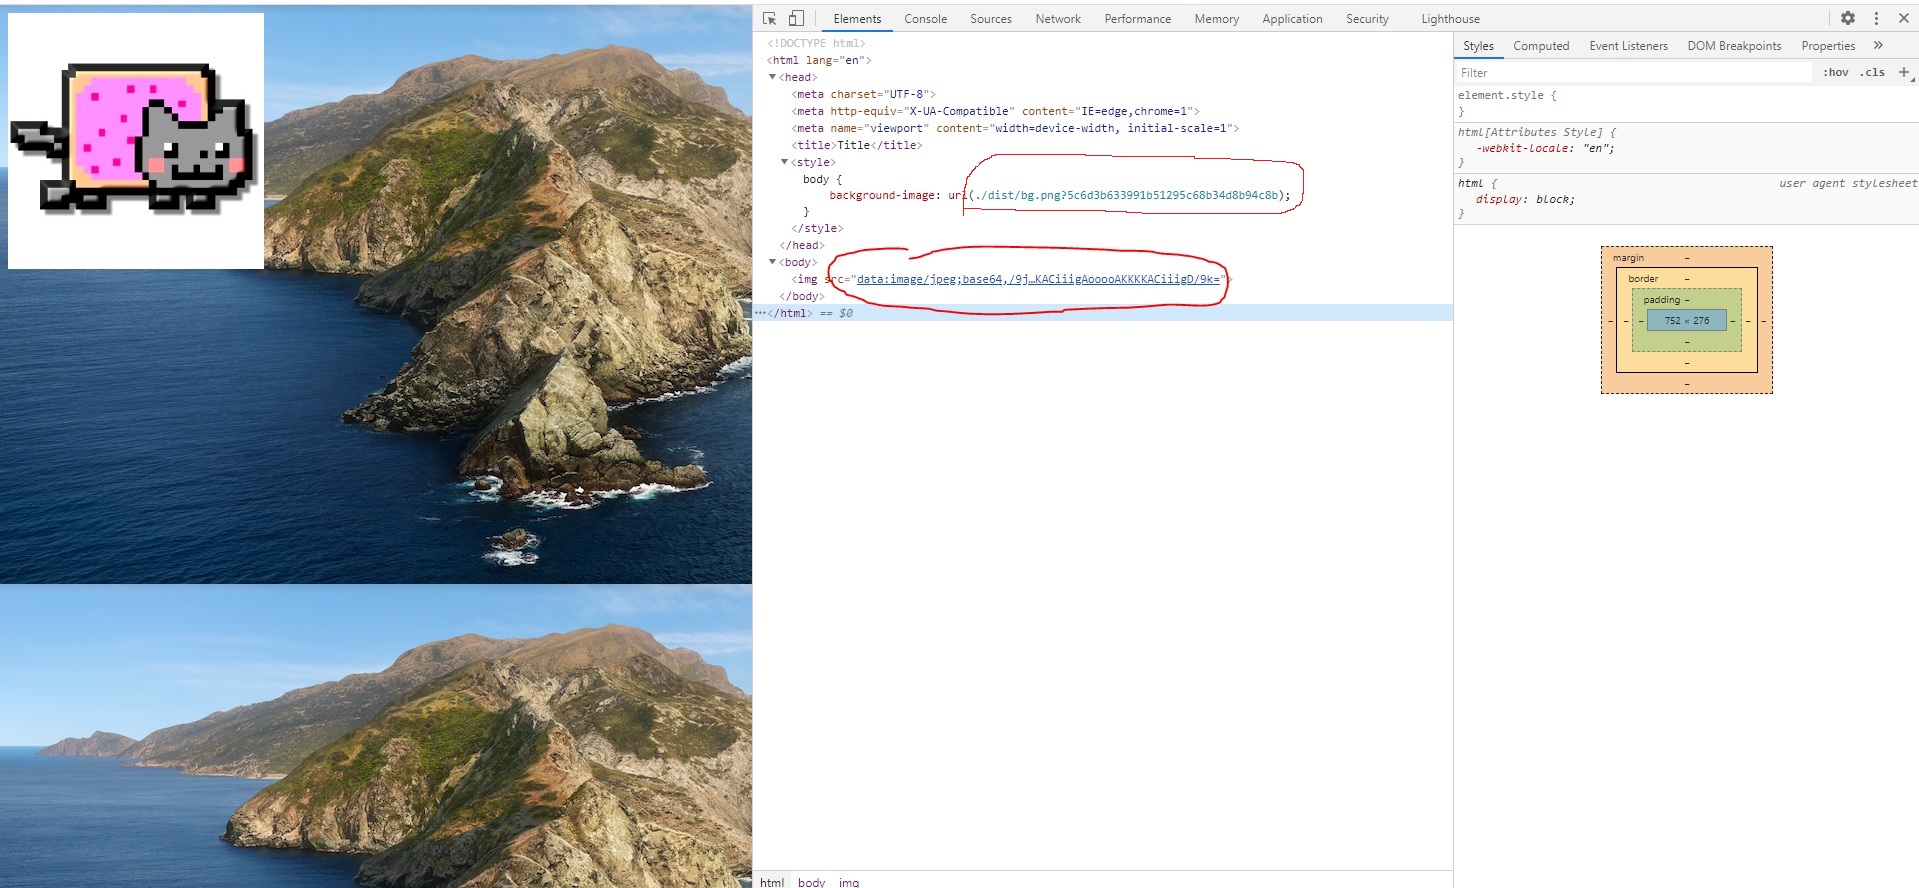 Elements Console Sources Network Performance Memory Application Security Lighthouse
<!DOCTYPE html>
<html lang="en">
<head>
<meta charset="UTF-8">
<meta http-equiv="X-UA-Compatible" content="IE=edge,chrome=1">
<meta name="viewport" content="width=device-width, initial-scale=1">
<title>Title</title>
<style>
body {
background-image: url(./dist/bg.png?5c6d3b633991b51295c68b34d8b94c8b);
}
</style>
</head>
<body>
<img src="data:image/jpeg;base64,/9j…KACiiigAooooAKKKKACiiigD/9k=">
</body>
…</html> == $0
html body img
Styles Computed Event Listeners DOM Breakpoints Properties »
Filter :hov .cls +
element.style {
}
html[Attributes Style] {
-webkit-locale: "en";
}
html { user agent stylesheet
display: block;
}
margin –
border –
padding –
– – – 752 × 276 – – –
–
–
–